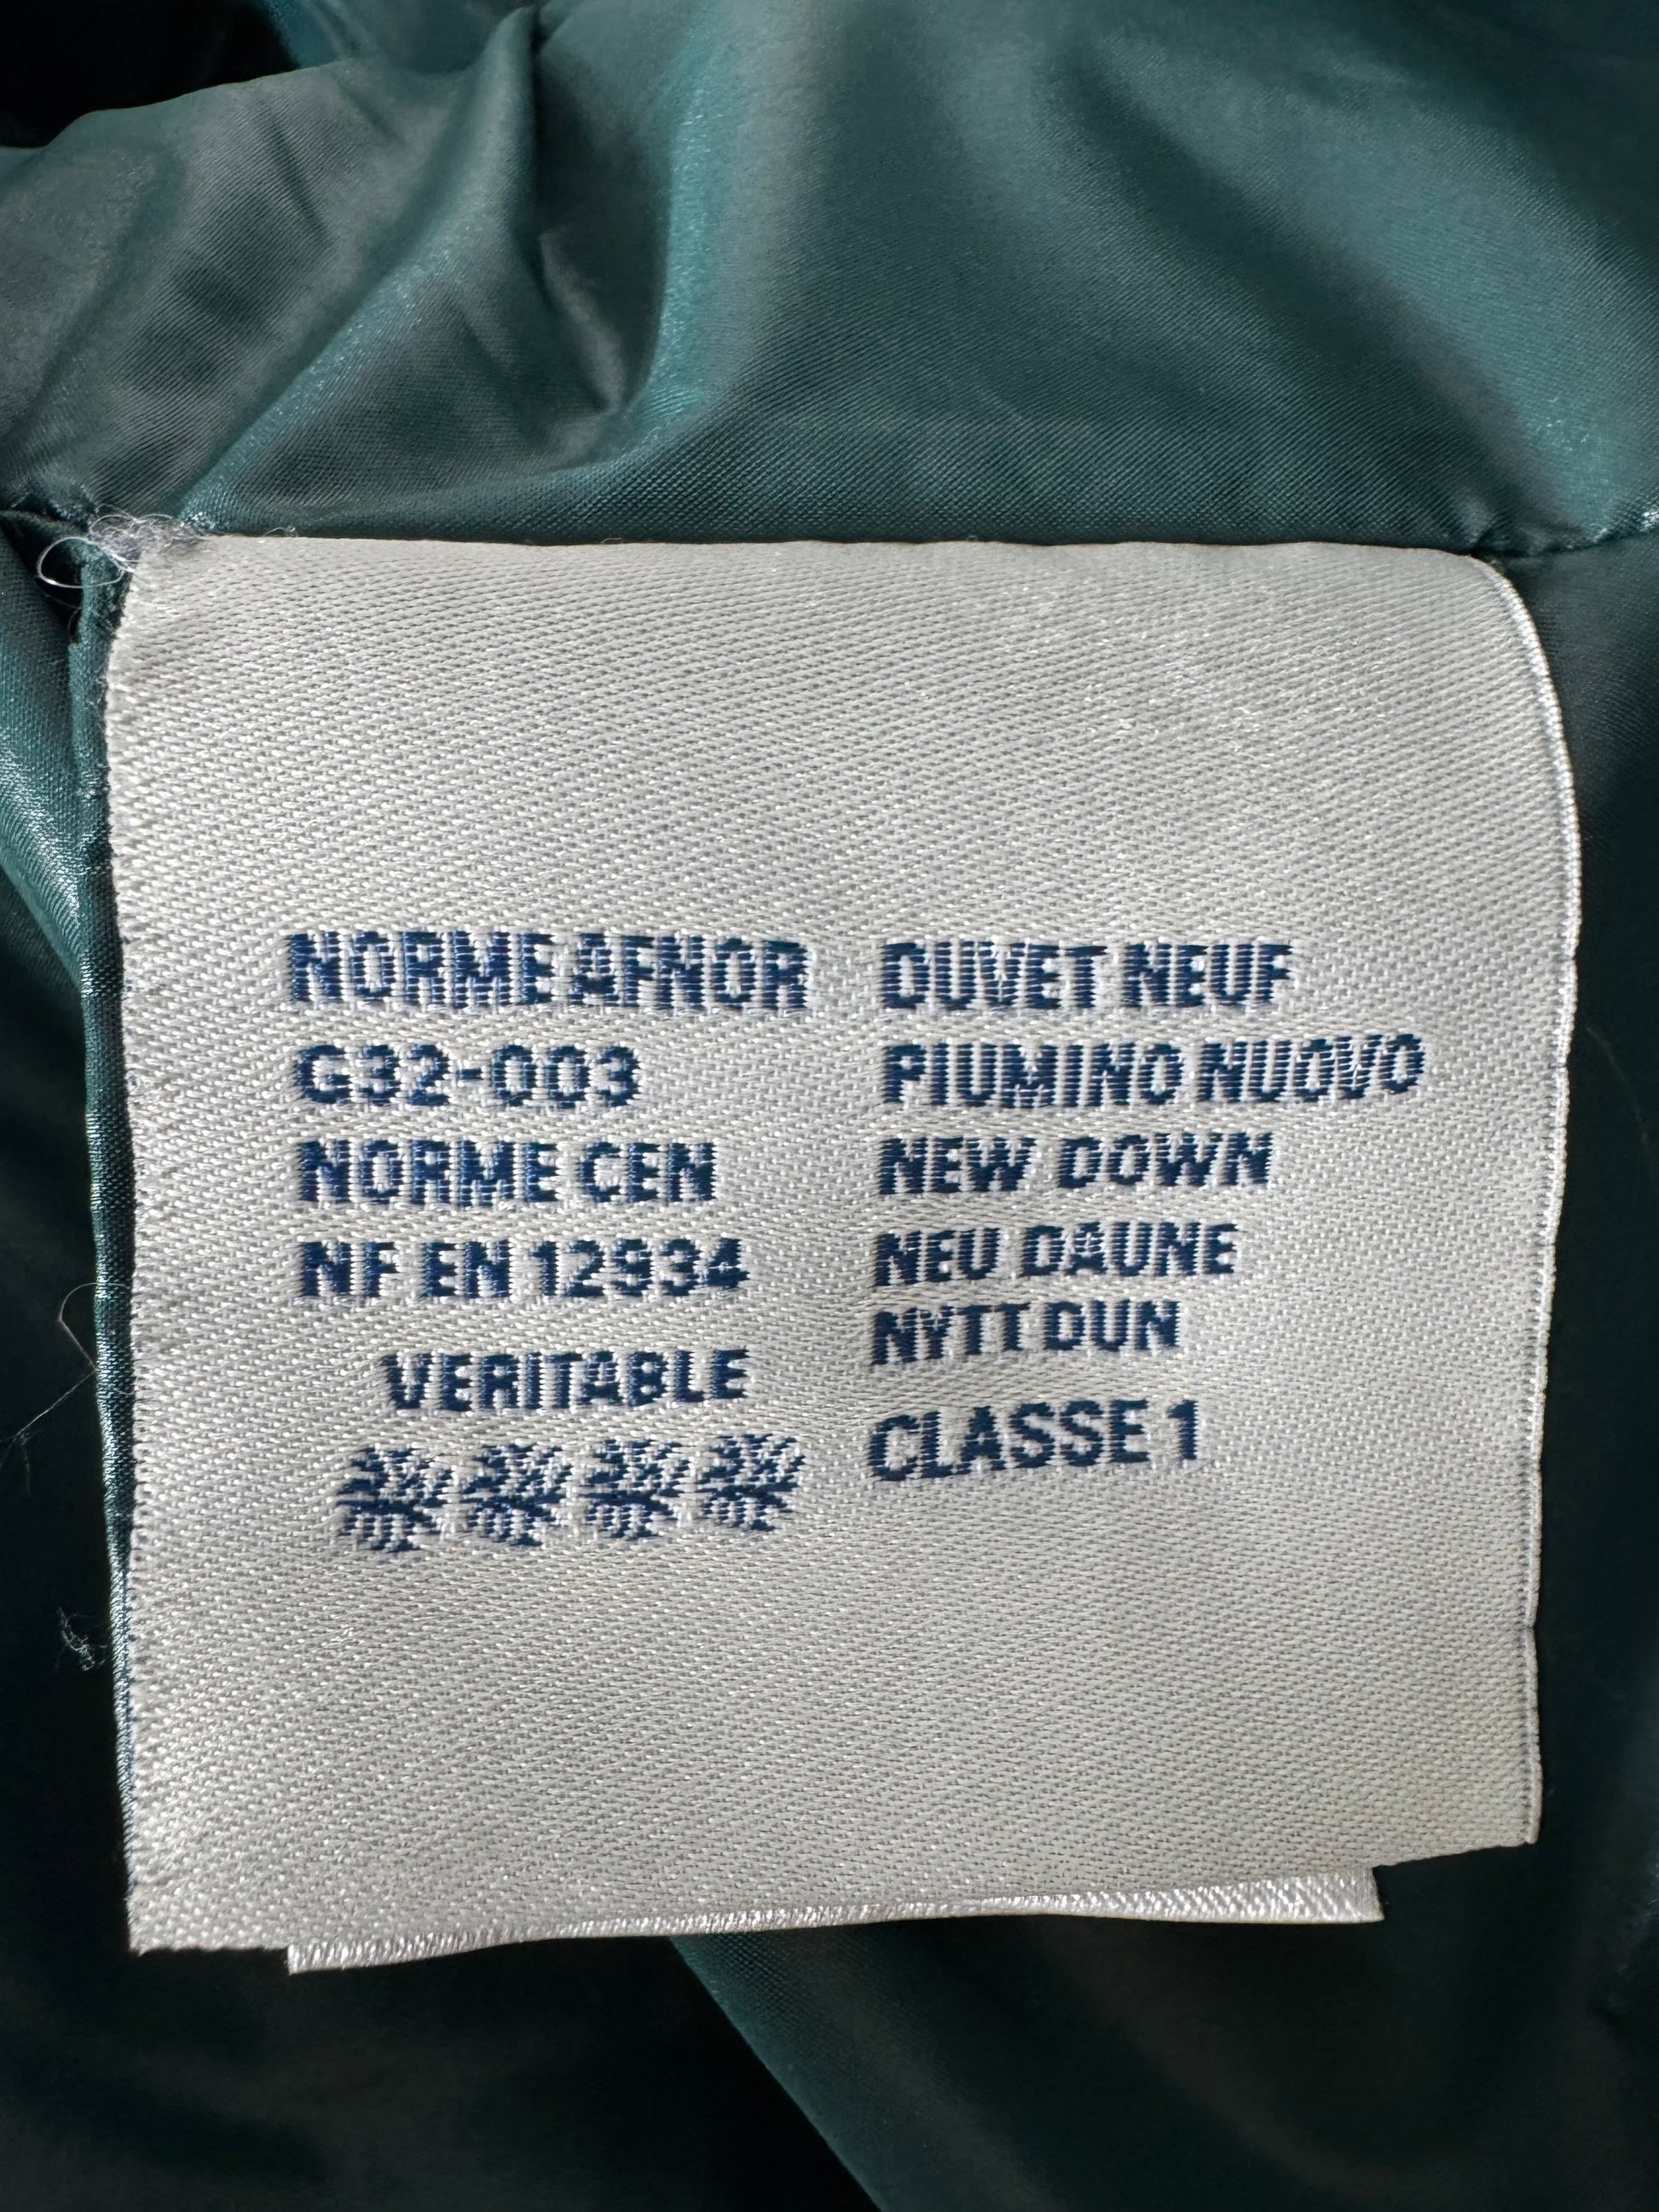 NORME AFNOR
G32-003
NORME CEN
NF EN 12934
VERITABLE
DUVET NEUF
PIUMINO NUOVO
NEW DOWN
NEU DAUNE
NYTT DUN
CLASSE 1